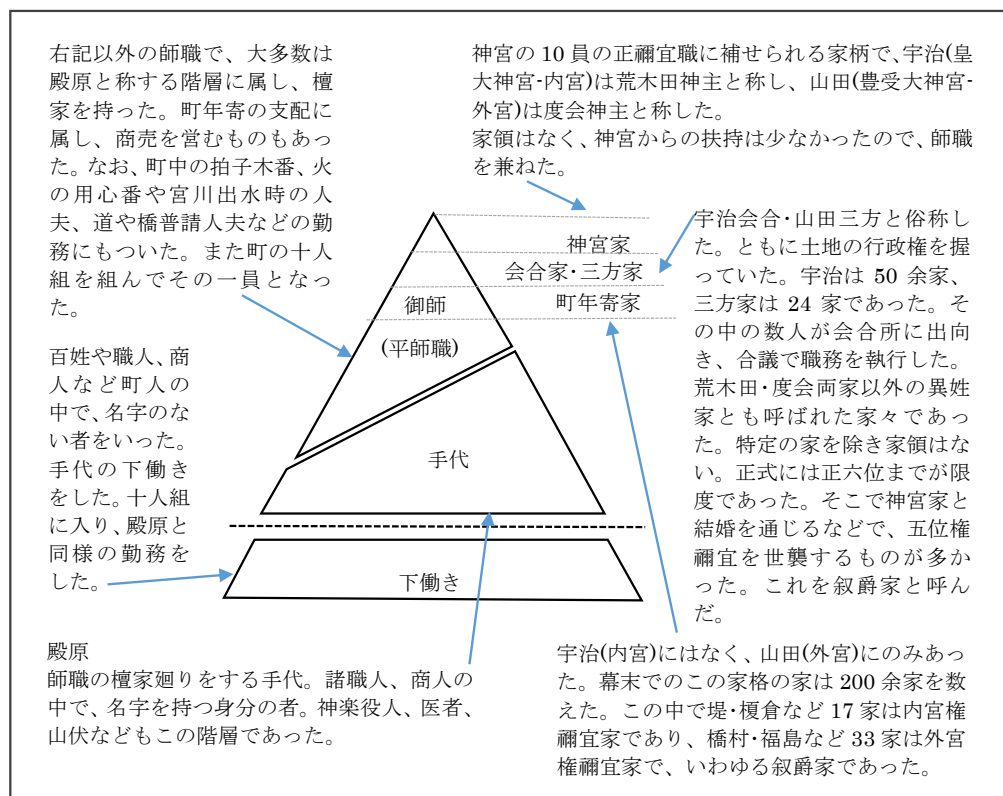 右記以外の師職で、大多数は
殿原と称する階層に属し、檀
家を持った。町年寄の支配に
属し、商売を営むものもあっ
た。なお、町中の拍子木番、火
の用心番や宮川出水時の人
夫、道や橋普請人夫などの勤
務にもついた。また町の十人
組を組んでその一員となっ
た。
百姓や職人、商
人など町人の
中で、名字のな
い者をいった。
手代の下働き
をした。十人組
に入り、殿原と
同様の勤務を
した。
神宮の 10 員の正禰宜職に補せられる家柄で、宇治(皇
大神宮-内宮)は荒木田神主と称し、山田(豊受大神宮-
外宮)は度会神主と称した。
家領はなく、神宮からの扶持は少なかったので、師職
を兼ねた。
神宮家
会合家・三方家
御師
町年寄家
(平師職)
手代
下働き
宇治会合・山田三方と俗称し
た。ともに土地の行政権を握
っていた。宇治は 50 余家、
三方家は 24 家であった。そ
の中の数人が会合所に出向
き、合議で職務を執行した。
荒木田・度会両家以外の異姓
家とも呼ばれた家々であっ
た。特定の家を除き家領はな
い。正式には正六位までが限
度であった。そこで神宮家と
結婚を通じるなどで、五位権
禰宜を世襲するものが多か
った。これを叙爵家と呼ん
だ。
殿原
師職の檀家廻りをする手代。諸職人、商人の
中で、名字を持つ身分の者。神楽役人、医者、
山伏などもこの階層であった。
宇治(内宮)にはなく、山田(外宮)にのみあっ
た。幕末でのこの家格の家は 200 余家を数
えた。この中で堤・榎倉など 17 家は内宮権
禰宜家であり、橋村・福島など 33 家は外宮
権禰宜家で、いわゆる叙爵家であった。